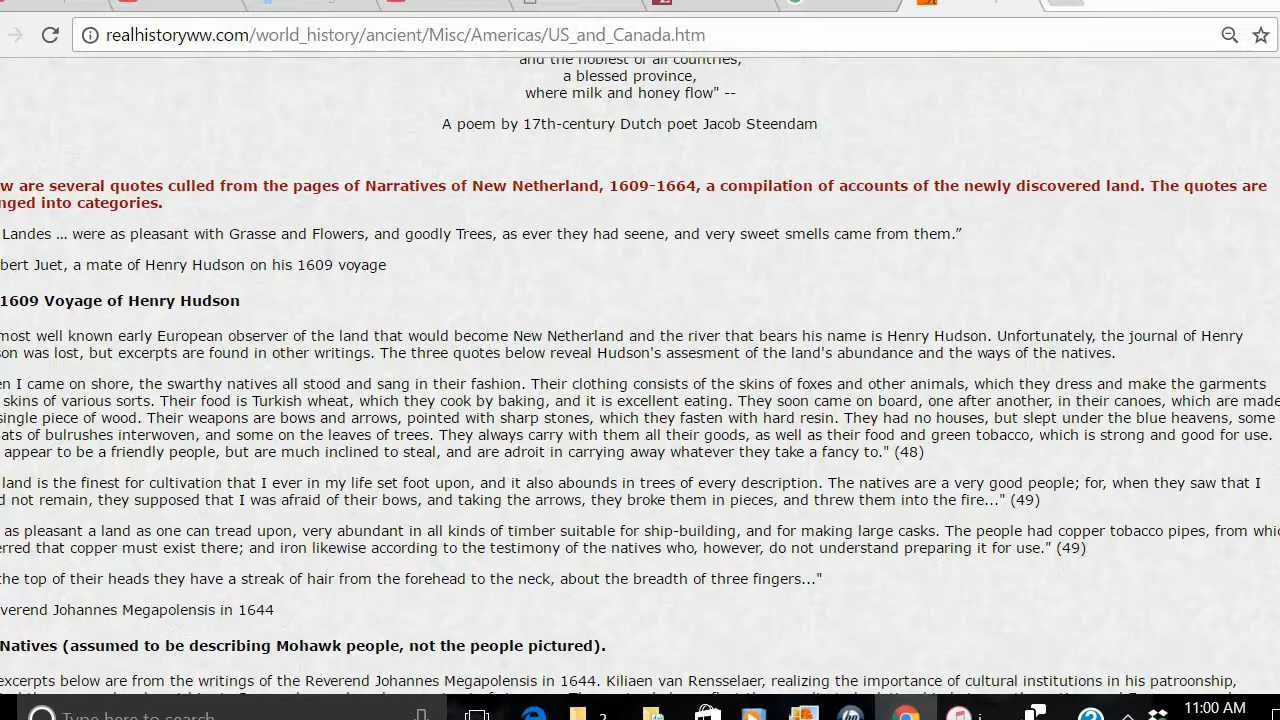 realhistoryww.com/world_history/ancient/Misc/Americas/US_and_Canada.htm
and the noblest of all countries,
a blessed province,
where milk and honey flow" --
A poem by 17th-century Dutch poet Jacob Steendam
w are several quotes culled from the pages of Narratives of New Netherland, 1609-1664, a compilation of accounts of the newly discovered land. The quotes are
nged into categories.
Landes … were as pleasant with Grasse and Flowers, and goodly Trees, as ever they had seene, and very sweet smells came from them.”
bert Juet, a mate of Henry Hudson on his 1609 voyage
1609 Voyage of Henry Hudson
most well known early European observer of the land that would become New Netherland and the river that bears his name is Henry Hudson. Unfortunately, the journal of Henry
on was lost, but excerpts are found in other writings. The three quotes below reveal Hudson's assesment of the land's abundance and the ways of the natives.
n I came on shore, the swarthy natives all stood and sang in their fashion. Their clothing consists of the skins of foxes and other animals, which they dress and make the garments
skins of various sorts. Their food is Turkish wheat, which they cook by baking, and it is excellent eating. They soon came on board, one after another, in their canoes, which are made
single piece of wood. Their weapons are bows and arrows, pointed with sharp stones, which they fasten with hard resin. They had no houses, but slept under the blue heavens, some
ats of bulrushes interwoven, and some on the leaves of trees. They always carry with them all their goods, as well as their food and green tobacco, which is strong and good for use.
appear to be a friendly people, but are much inclined to steal, and are adroit in carrying away whatever they take a fancy to." (48)
land is the finest for cultivation that I ever in my life set foot upon, and it also abounds in trees of every description. The natives are a very good people; for, when they saw that I
d not remain, they supposed that I was afraid of their bows, and taking the arrows, they broke them in pieces, and threw them into the fire..." (49)
as pleasant a land as one can tread upon, very abundant in all kinds of timber suitable for ship-building, and for making large casks. The people had copper tobacco pipes, from whic
rred that copper must exist there; and iron likewise according to the testimony of the natives who, however, do not understand preparing it for use." (49)
he top of their heads they have a streak of hair from the forehead to the neck, about the breadth of three fingers..."
verend Johannes Megapolensis in 1644
Natives (assumed to be describing Mohawk people, not the people pictured).
excerpts below are from the writings of the Reverend Johannes Megapolensis in 1644. Kiliaen van Rensselaer, realizing the importance of cultural institutions in his patroonship,
Type here to search
11:00 AM